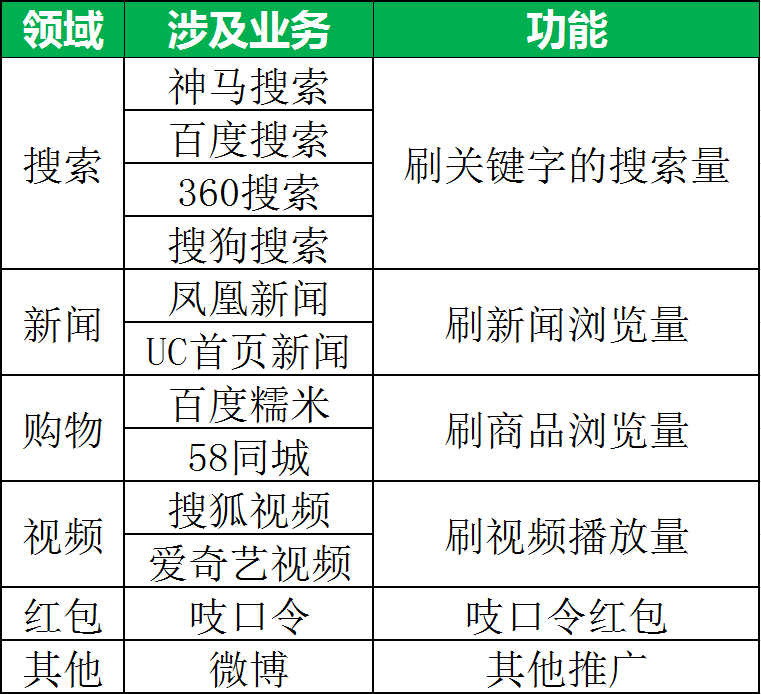 领域 涉及业务 功能
搜索 神马搜索 刷关键字的搜索量
百度搜索
360搜索
搜狗搜索
新闻 凤凰新闻 刷新闻浏览量
UC首页新闻
购物 百度糯米 刷商品浏览量
58同城
视频 搜狐视频 刷视频播放量
爱奇艺视频
红包 吱口令 吱口令红包
其他 微博 其他推广